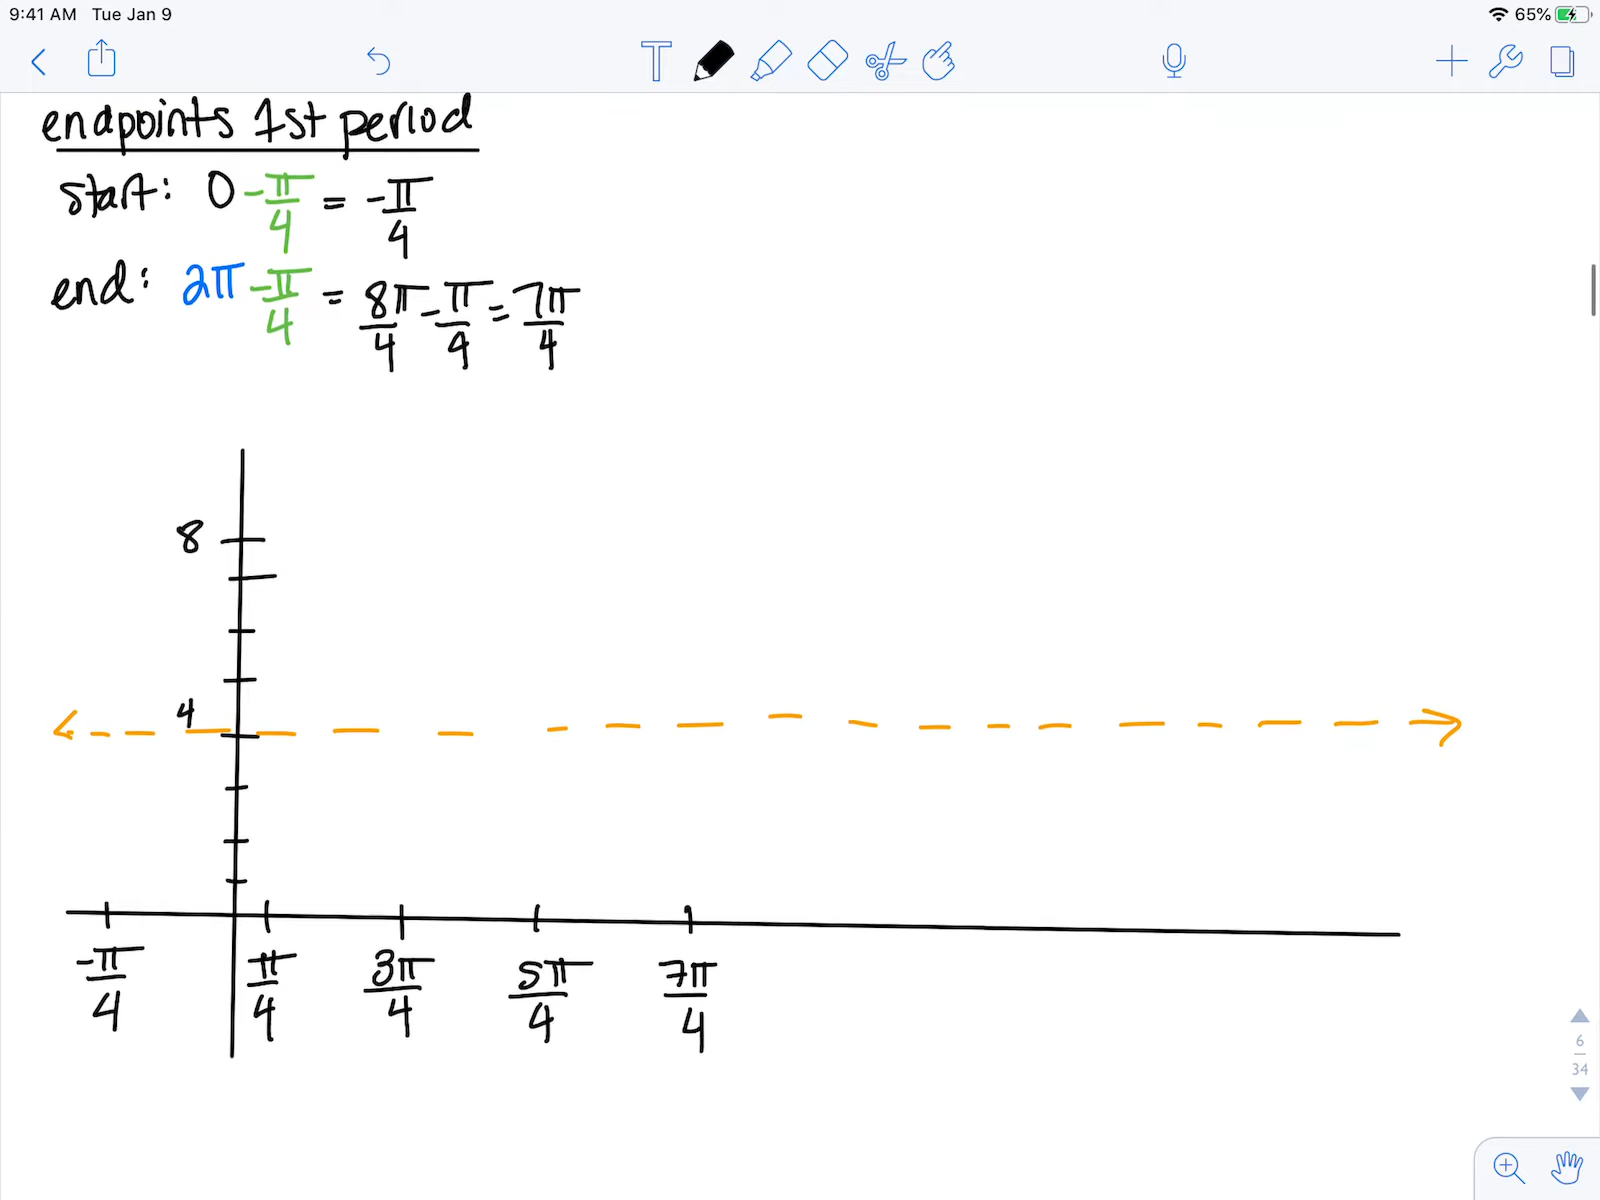 9:41 AM Tue Jan 9 65%
endpoints 1st period
start: 0 - π/4 = -π/4
end: 2π - π/4 = 8π/4 - π/4 = 7π/4
8
4
-π/4 π/4 3π/4 5π/4 7π/4
6
34